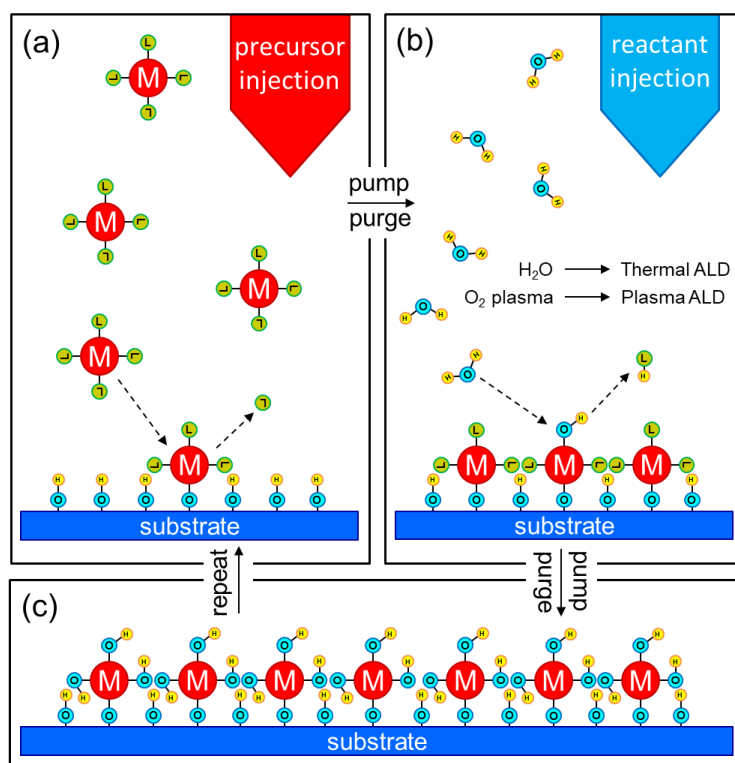 (a)
precursor
injection
L
L M L
L
L
L M L
L
L
L M L
L
L
L M L
L
L
L
L M L
H H H H H H
O O O O O O O
substrate
pump
purge
(b)
reactant
injection
O H
H
H O
H
H
O H
O H
H
H O H
H
H O
H₂O → Thermal ALD
O₂ plasma → Plasma ALD
L
H
O H
L L
L M L L M L L M L
H H H H
O O O O O O O
substrate
repeat
purge
pump
(c)
O H O H O H O H O H O H O H
H H H H H H H
O M O O M O O M O O M O O M O O M O O M O
H H H H H H H
H H H H H H H H
O O O O O O O O O O O O O O O
substrate